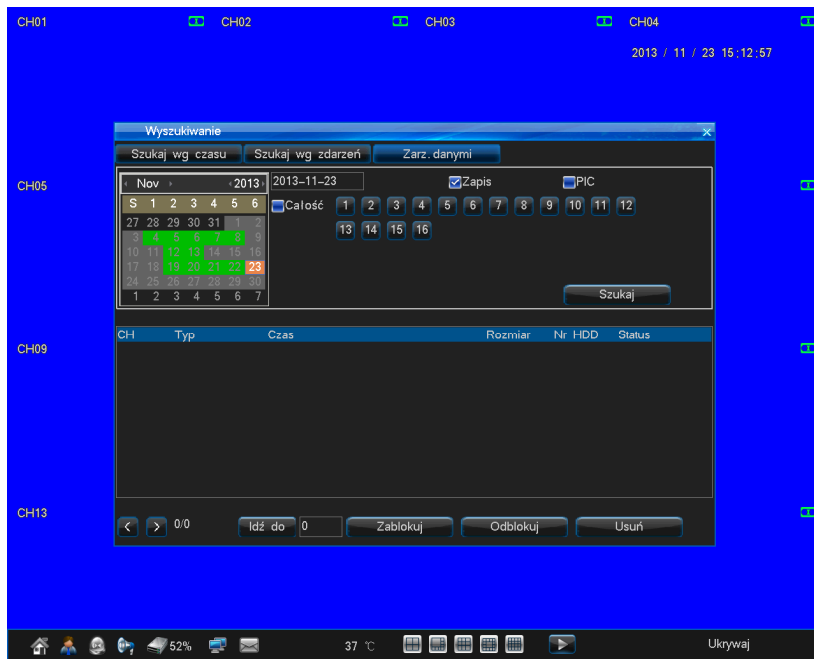 CH01 CH02 CH03 CH04
2013 / 11 / 23 15:12:57
Wyszukiwanie
Szukaj wg czasu Szukaj wg zdarzeń Zarz.danymi
CH05
Nov 2013 2013-11-23 Zapis PIC
S 1 2 3 4 5 6 Calość 1 2 3 4 5 6 7 8 9 10 11 12
27 28 29 30 31 1 2 13 14 15 16
3 4 5 6 7 8 9
10 11 12 13 14 15 16
17 18 19 20 21 22 23
24 25 26 27 28 29 30
1 2 3 4 5 6 7 Szukaj
CH Typ Czas Rozmiar Nr HDD Status
CH09
CH13
< > 0/0 Idź do 0 Zablokuj Odblokuj Usuń
52% 37 °C Ukrywaj